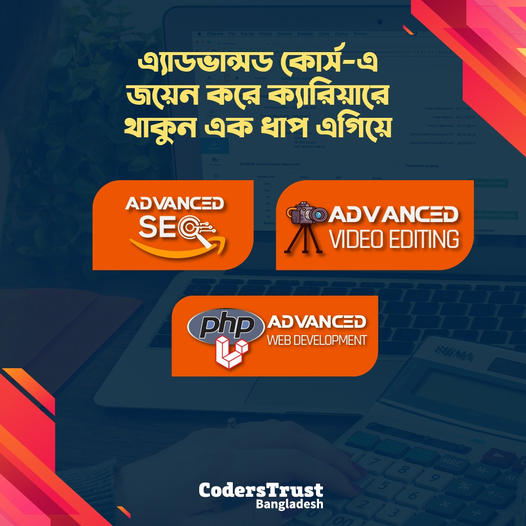 এ্যাডভান্সড কোর্স-এ
জয়েন করে ক্যারিয়ারে
থাকুন এক ধাপ এগিয়ে
ADVANCED
SEO
ADVANCED
VIDEO EDITING
php
ADVANCED
WEB DEVELOPMENT
CodersTrust
Bangladesh